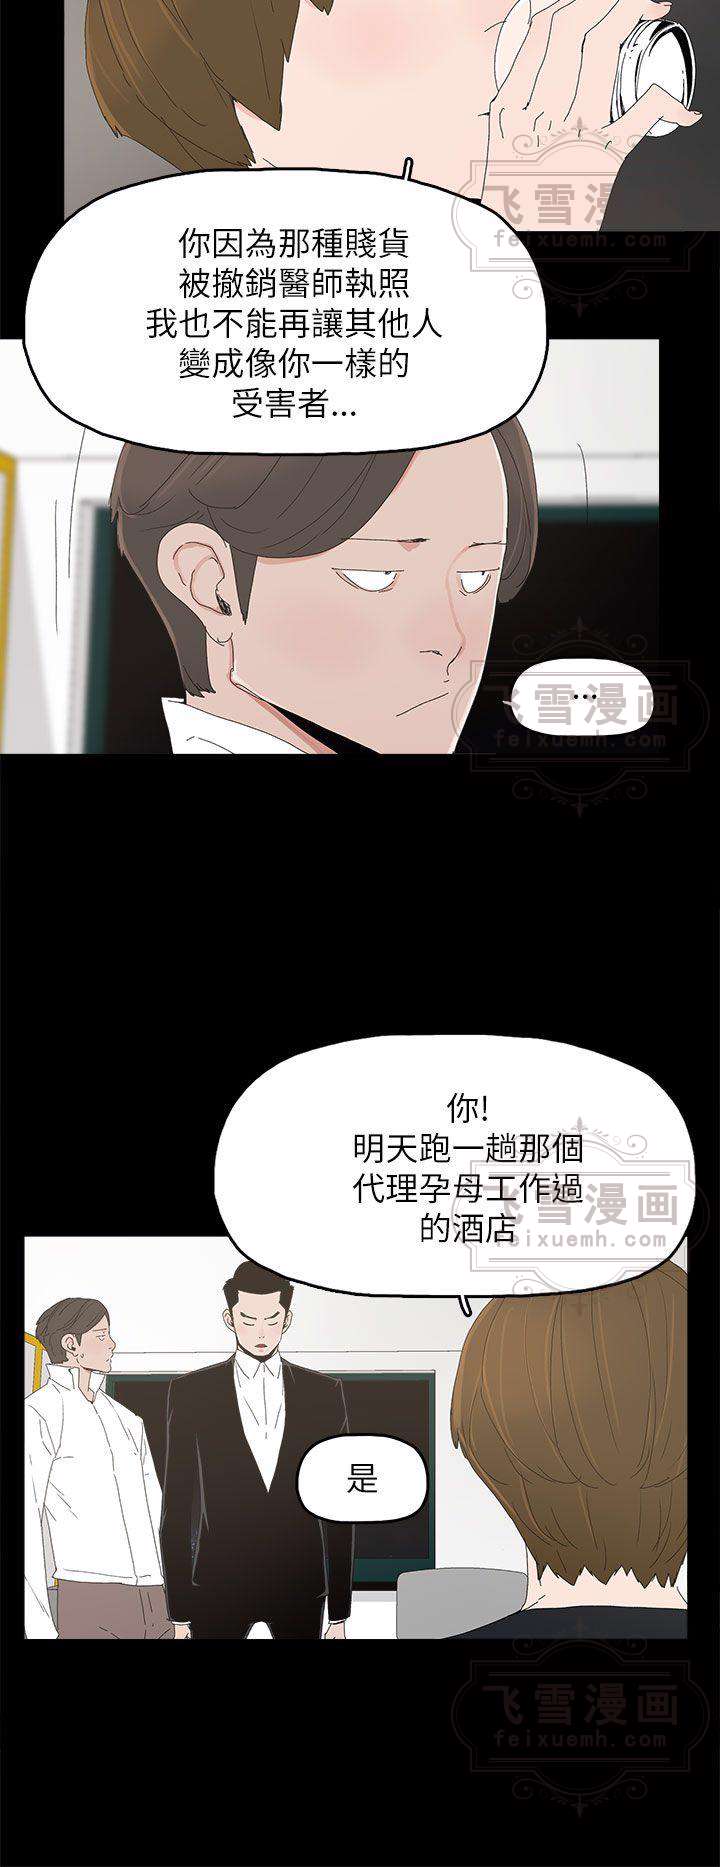 飞雪漫画
feixuemh.com
你因為那種賤貨
被撤銷醫師執照
我也不能再讓其他人
變成像你一樣的
受害者...
...
飞雪漫画
feixuemh.com
你!
明天跑一趟那個
代理孕母工作過
的酒店
飞雪漫画
feixuemh.com
是
飞雪漫画
feixuemh.com